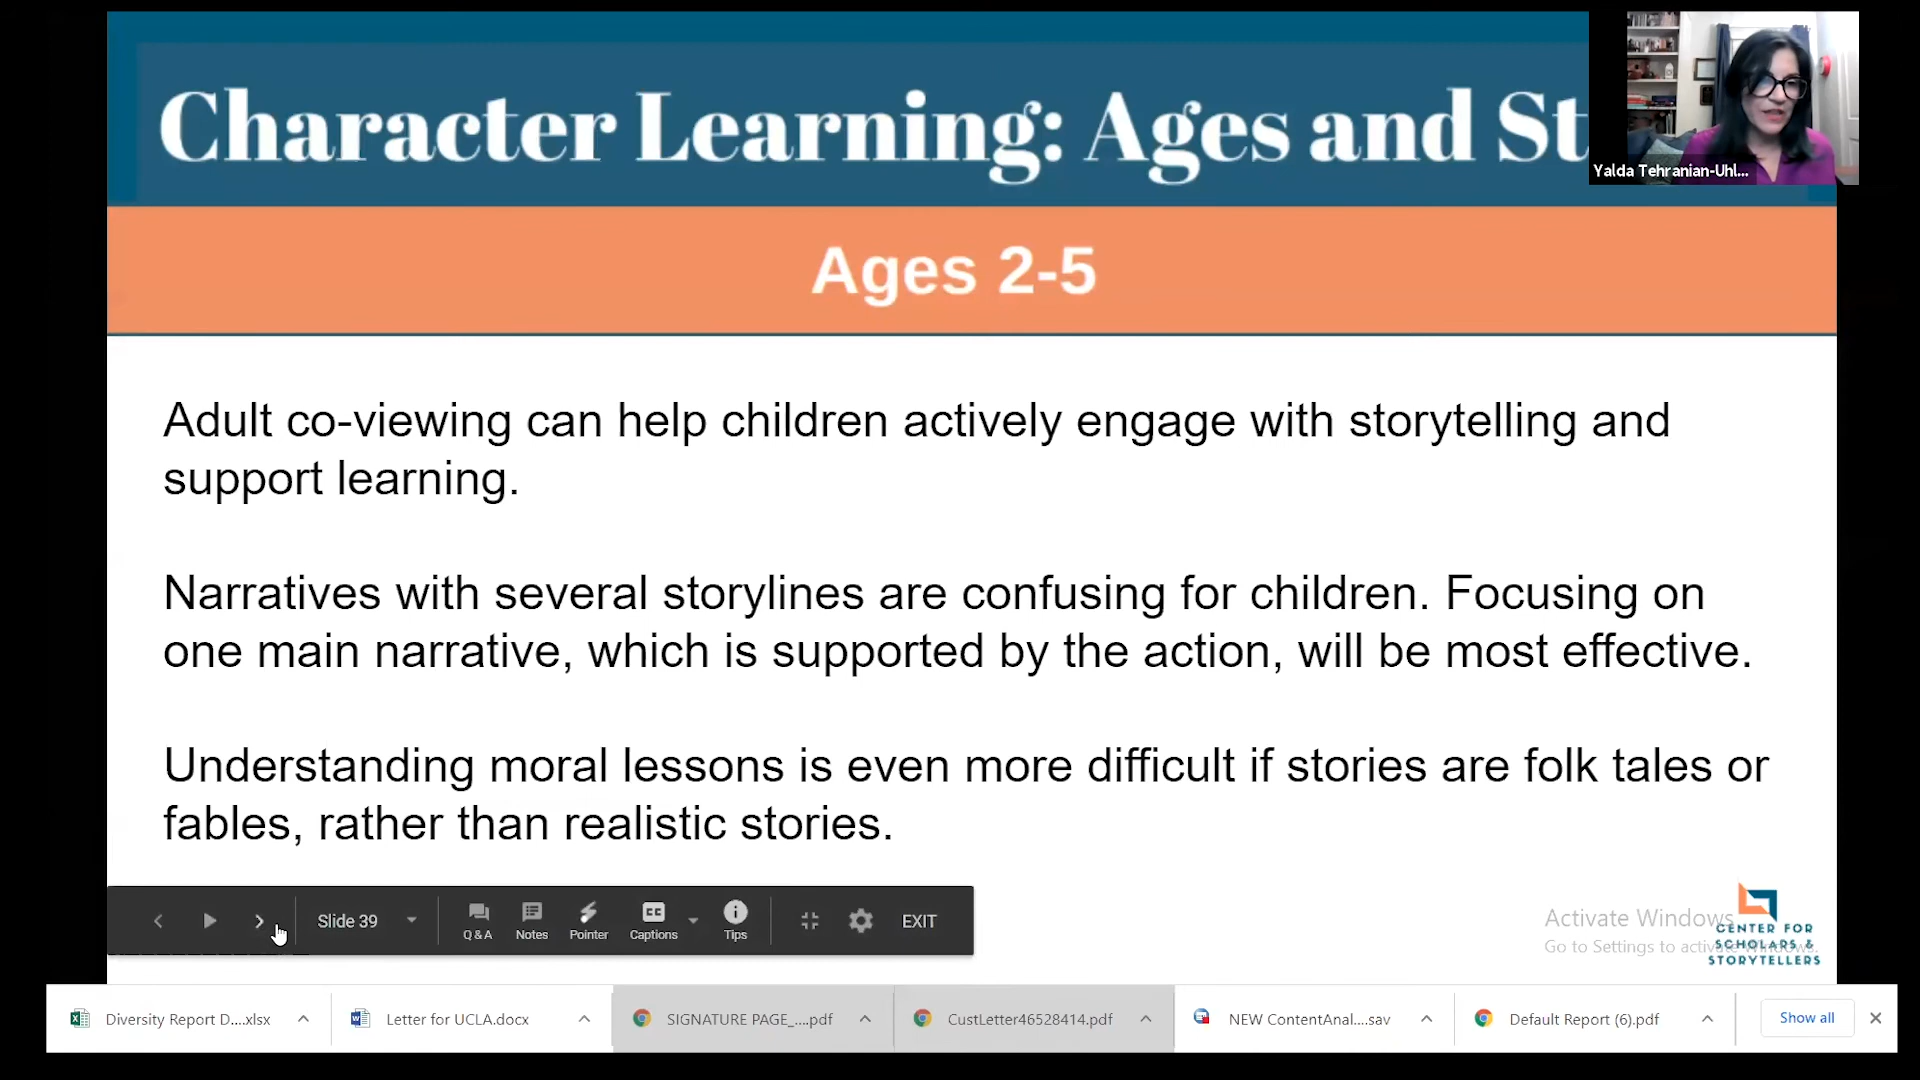 Character Learning: Ages and St
Yalda Tehranian-Uhl...
Ages 2-5
Adult co-viewing can help children actively engage with storytelling and
support learning.
Narratives with several storylines are confusing for children. Focusing on
one main narrative, which is supported by the action, will be most effective.
Understanding moral lessons is even more difficult if stories are folk tales or
fables, rather than realistic stories.
Slide 39
Q & A
Notes
Pointer
CC
Captions
Tips
EXIT
Activate Windows
Go to Settings to activate Windows.
CENTER FOR
SCHOLARS &
STORYTELLERS
Diversity Report D....xlsx
Letter for UCLA.docx
SIGNATURE PAGE_....pdf
CustLetter46528414.pdf
NEW ContentAnal....sav
Default Report (6).pdf
Show all